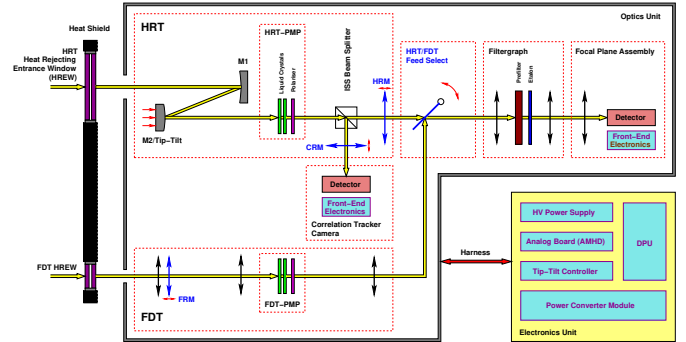 Heat Shield
Optics Unit
HRT
Heat Rejecting
Entrance Window
(HREW)
HRT
HRT-PMP
Liquid Crystals
Polariser
M1
M2/Tip-Tilt
ISS Beam Splitter
HRM
CRM
HRT/FDT
Feed Select
Filtergraph
Prefilter
Etalon
Focal Plane Assembly
Detector
Front-End
Electronics
Detector
Front-End
Electronics
Correlation Tracker
Camera
FDT HREW
FRM
FDT-PMP
FDT
Harness
HV Power Supply
Analog Board (AMHD)
Tip-Tilt Controller
DPU
Power Converter Module
Electronics Unit